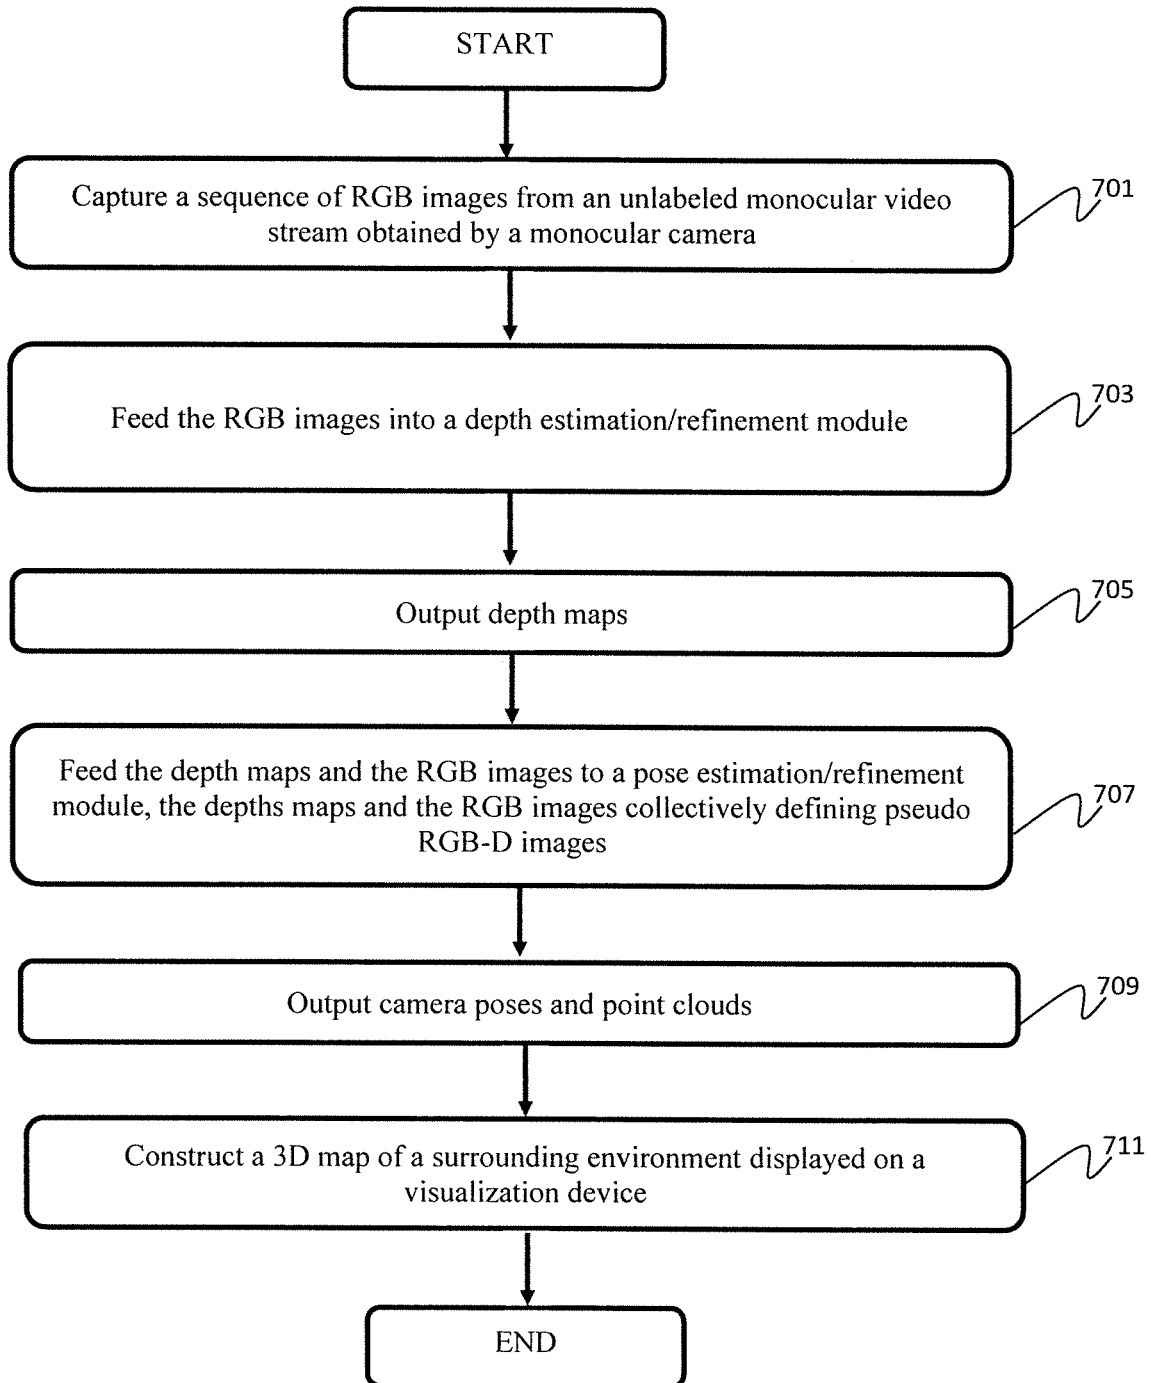 START
Capture a sequence of RGB images from an unlabeled monocular video
stream obtained by a monocular camera
701
Feed the RGB images into a depth estimation/refinement module
703
Output depth maps
705
Feed the depth maps and the RGB images to a pose estimation/refinement
module, the depths maps and the RGB images collectively defining pseudo
RGB-D images
707
Output camera poses and point clouds
709
Construct a 3D map of a surrounding environment displayed on a
visualization device
711
END